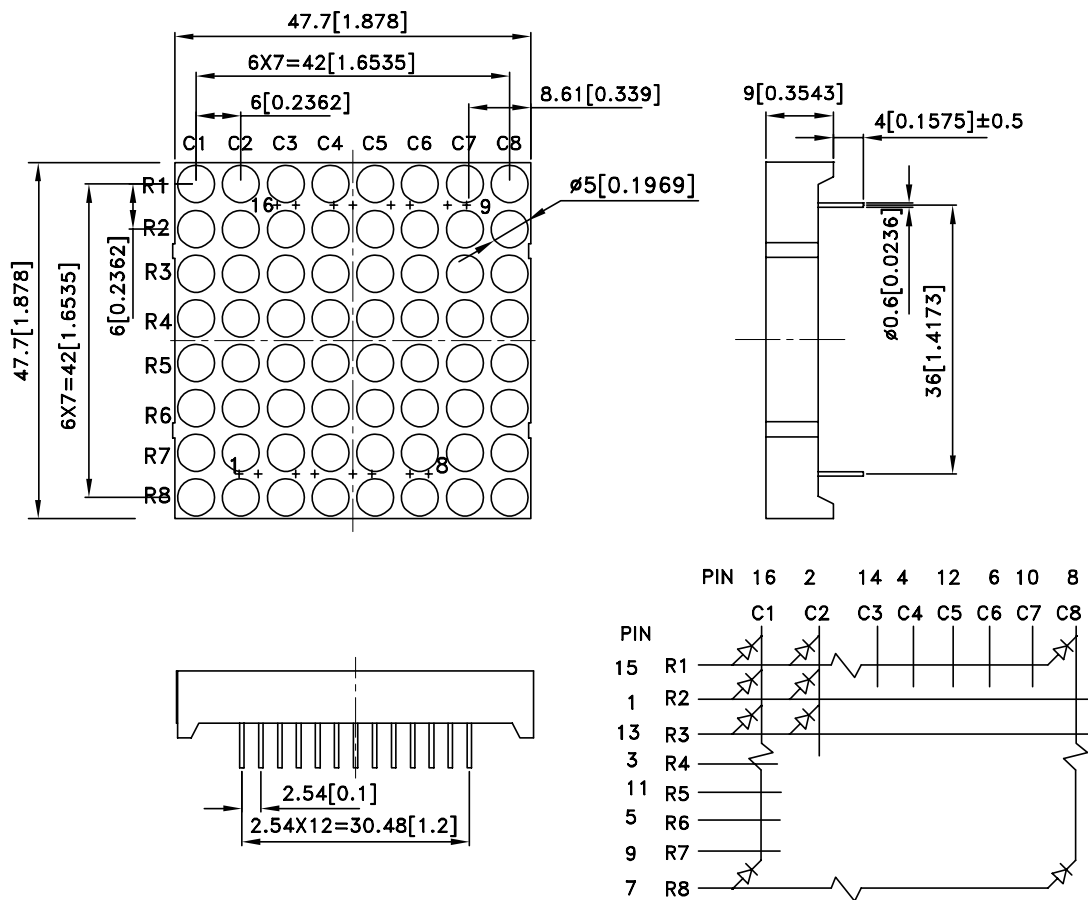 47.7[1.878]
6X7=42[1.6535]
6[0.2362]
8.61[0.339]
C1 C2 C3 C4 C5 C6 C7 C8
R1
R2
R3
R4
R5
R6
R7
R8
16
9
1
8
ø5[0.1969]
47.7[1.878]
6X7=42[1.6535]
6[0.2362]
9[0.3543]
4[0.1575]±0.5
ø0.6[0.0236]
36[1.4173]
2.54[0.1]
2.54X12=30.48[1.2]
PIN 16 2 14 4 12 6 10 8
C1 C2 C3 C4 C5 C6 C7 C8
PIN
15 R1
1 R2
13 R3
3 R4
11 R5
5 R6
9 R7
7 R8